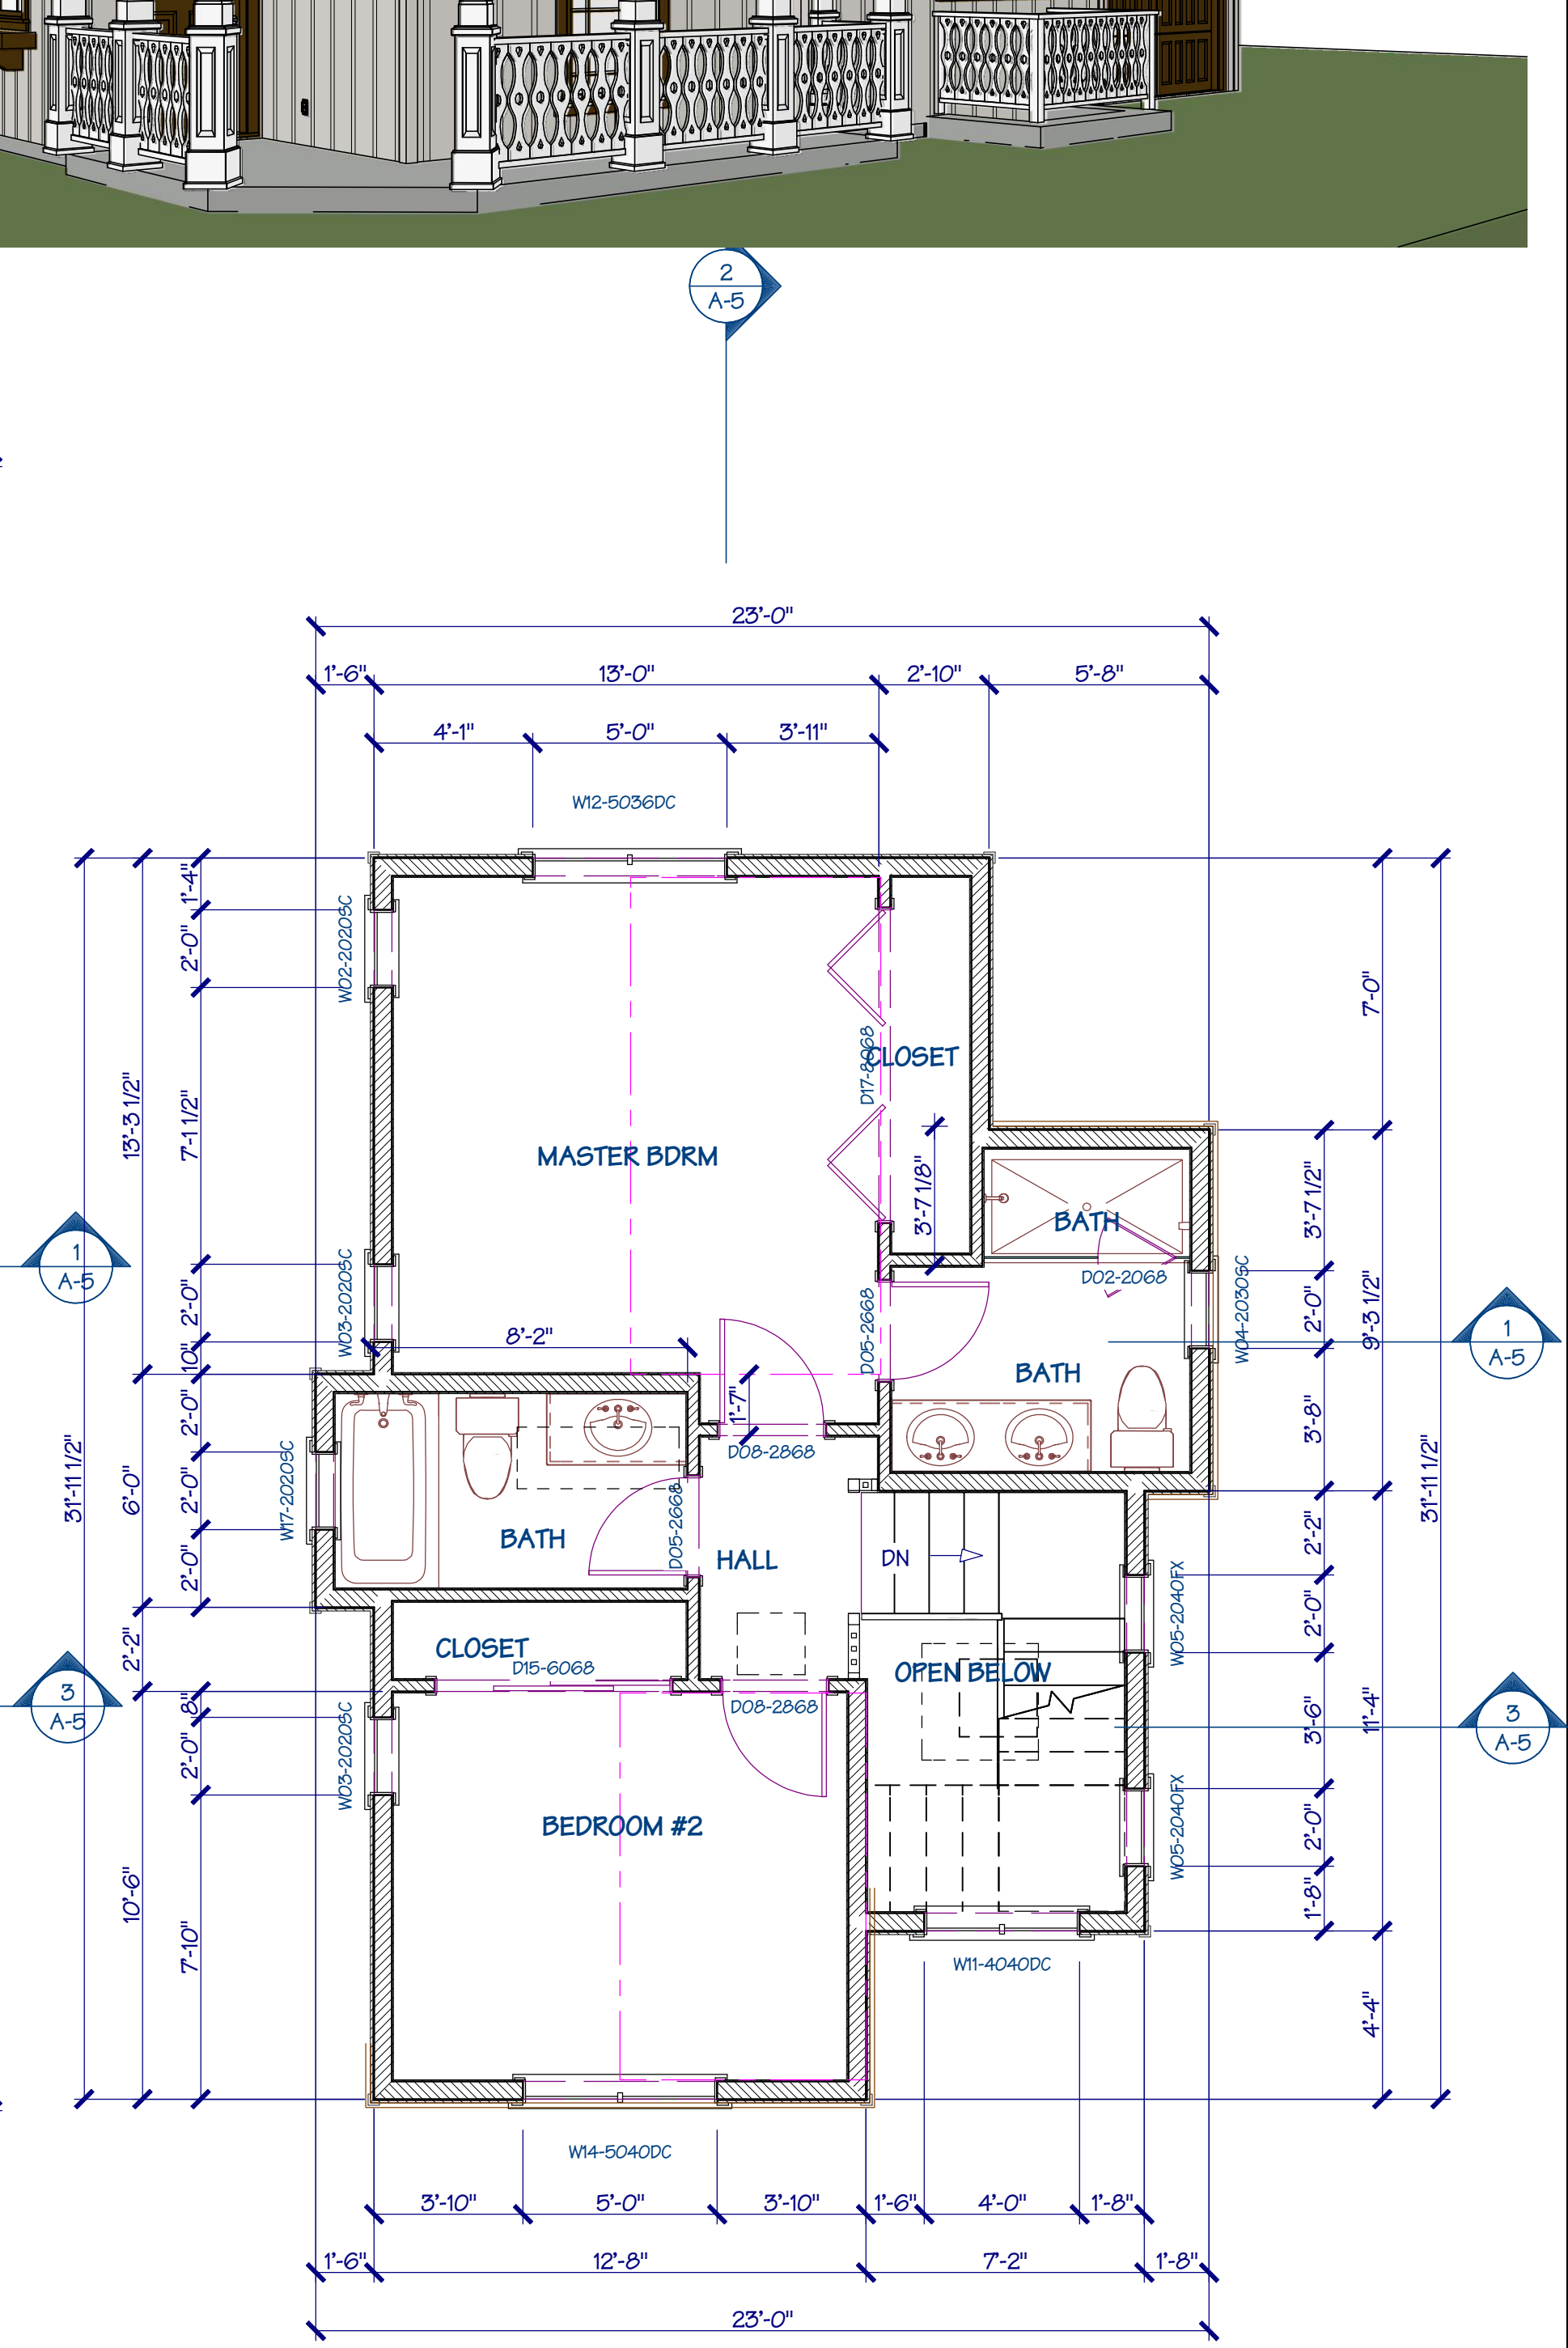 2
A-5
23'-0"
1'-6"
13'-0"
2'-10"
5'-8"
4'-1"
5'-0"
3'-11"
W12-5036DC
1'-4"
2'-0"
W02-2020SC
7'-0"
13'-3 1/2"
7'-1 1/2"
D17-8068
CLOSET
MASTER BDRM
3'-7 1/8"
3'-7 1/2"
BATH
1
A-5
W03-2020SC
2'-0"
10"
8'-2"
D05-2668
D02-2068
W04-2030SC
2'-0"
9'-3 1/2"
1
A-5
BATH
1'-7"
2'-0"
3'-8"
D08-2868
31'-11 1/2"
6'-0"
2'-0"
W17-2020SC
31'-11 1/2"
BATH
D05-2668
HALL
DN
2'-0"
2'-2"
W05-2040FX
2'-0"
2'-2"
CLOSET
D15-6068
OPEN BELOW
3
A-5
8"
D08-2868
3'-6"
11'-4"
3
A-5
2'-0"
W03-2020SC
BEDROOM #2
W05-2040FX
2'-0"
10'-6"
1'-8"
7'-10"
W11-4040DC
4'-4"
W14-5040DC
3'-10"
5'-0"
3'-10"
1'-6"
4'-0"
1'-8"
1'-6"
12'-8"
7'-2"
1'-8"
23'-0"